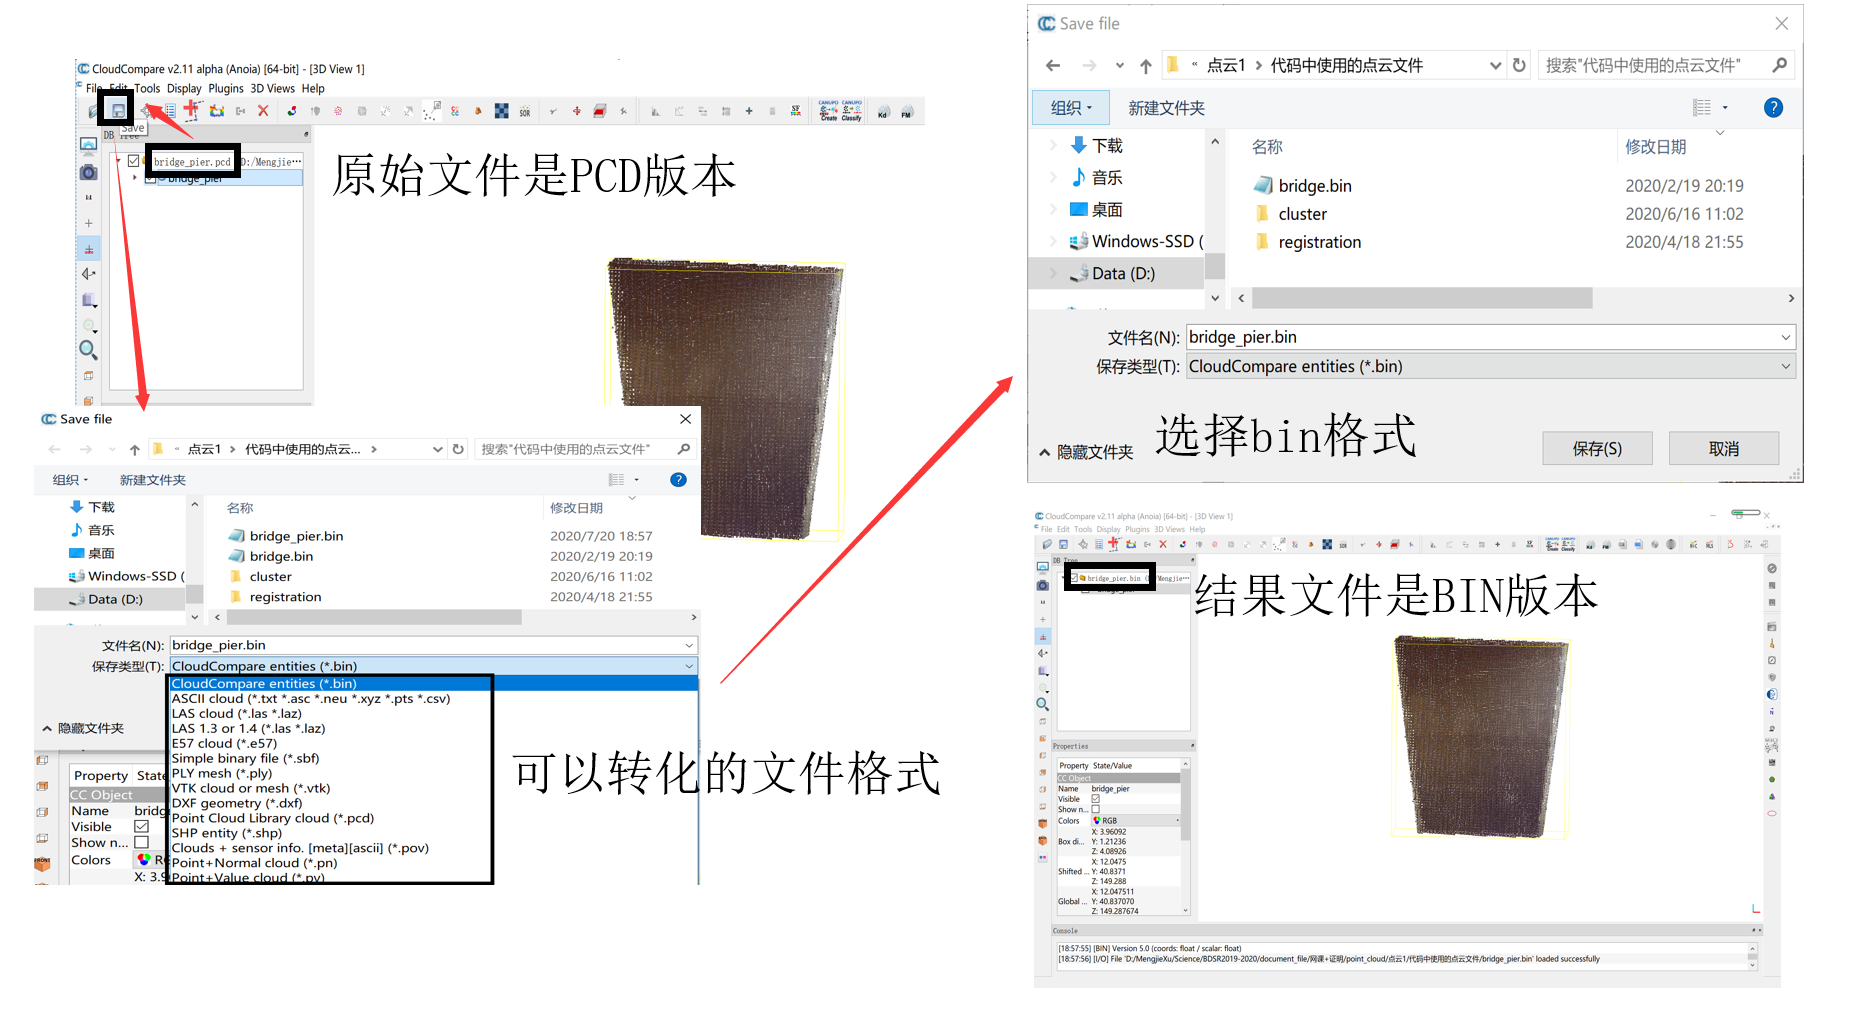 CloudCompare v2.11 alpha (Anoia) [64-bit] - [3D View 1]
File Edit Tools Display Plugins 3D Views Help
SOR
SF
CANUPO Create
CANUPO Classify
Kd
FM
Save
DB Tree
bridge_pier.pcd (D:/Mengjie...
bridge_pier
原始文件是PCD版本
Save file
« 点云1 > 代码中使用的点云... >
搜索"代码中使用的点云文件"
组织
新建文件夹
名称
修改日期
下载
音乐
桌面
Windows-SSD (
Data (D:)
bridge_pier.bin 2020/7/20 18:57
bridge.bin 2020/2/19 20:19
cluster 2020/6/16 11:02
registration 2020/4/18 21:55
文件名(N): bridge_pier.bin
保存类型(T): CloudCompare entities (*.bin)
CloudCompare entities (*.bin)
ASCII cloud (*.txt *.asc *.neu *.xyz *.pts *.csv)
LAS cloud (*.las *.laz)
LAS 1.3 or 1.4 (*.las *.laz)
E57 cloud (*.e57)
Simple binary file (*.sbf)
PLY mesh (*.ply)
VTK cloud or mesh (*.vtk)
DXF geometry (*.dxf)
Point Cloud Library cloud (*.pcd)
SHP entity (*.shp)
Clouds + sensor info. [meta][ascii] (*.pov)
Point+Normal cloud (*.pn)
Point+Value cloud (*.pv)
隐藏文件夹
Property State
CC Object
Name bridg
Visible
Show n...
Colors
X: 3.9
FRONT
可以转化的文件格式
Save file
« 点云1 > 代码中使用的点云文件
搜索"代码中使用的点云文件"
组织
新建文件夹
下载
音乐
桌面
Windows-SSD (
Data (D:)
名称
修改日期
bridge.bin 2020/2/19 20:19
cluster 2020/6/16 11:02
registration 2020/4/18 21:55
文件名(N): bridge_pier.bin
保存类型(T): CloudCompare entities (*.bin)
选择bin格式
隐藏文件夹
保存(S)
取消
CloudCompare v2.11 alpha (Anoia) [64-bit] - [3D View 1]
File Edit Tools Display Plugins 3D Views Help
DB Tree
bridge_pier.bin (D:/Mengjie...
bridge_pier
结果文件是BIN版本
Properties
Property State/Value
CC Object
Name bridge_pier
Visible
Show n...
Colors RGB
X: 3.96092
Box di... Y: 1.21236
Z: 4.08926
X: 12.0475
Shifted ... Y: 40.8371
Z: 149.288
X: 12.047511
Global ... Y: 40.837070
Z: 149.287674
Console
[18:57:55] [BIN] Version 5.0 (coords: float / scalar: float)
[18:57:56] [I/O] File 'D:/MengjieXu/Science/BDSR2019-2020/document_file/网课+证明/point_cloud/点云1/代码中使用的点云文件/bridge_pier.bin' loaded successfully